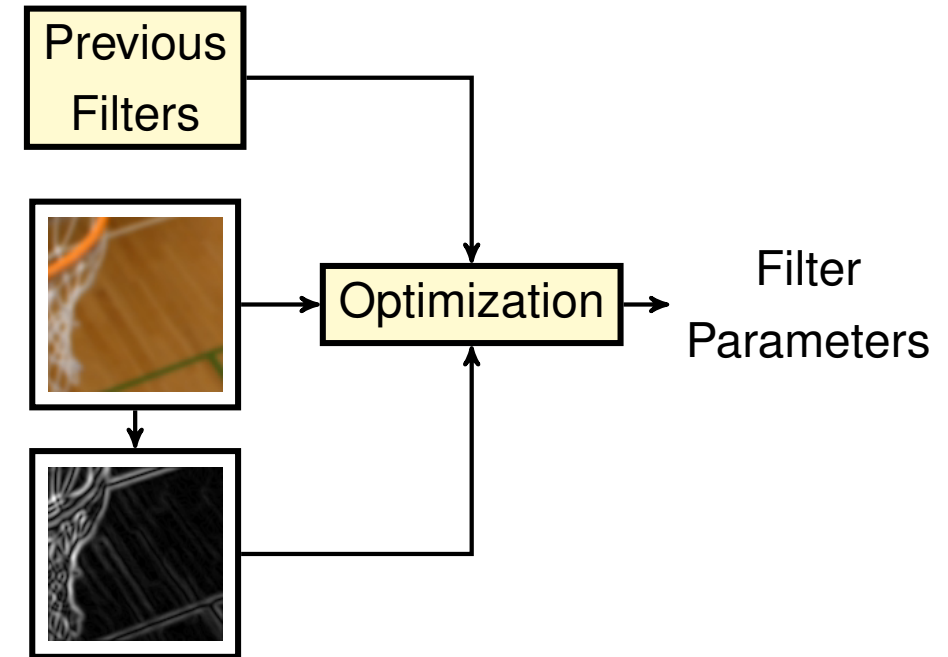 Previous
Filters
Optimization
Filter
Parameters